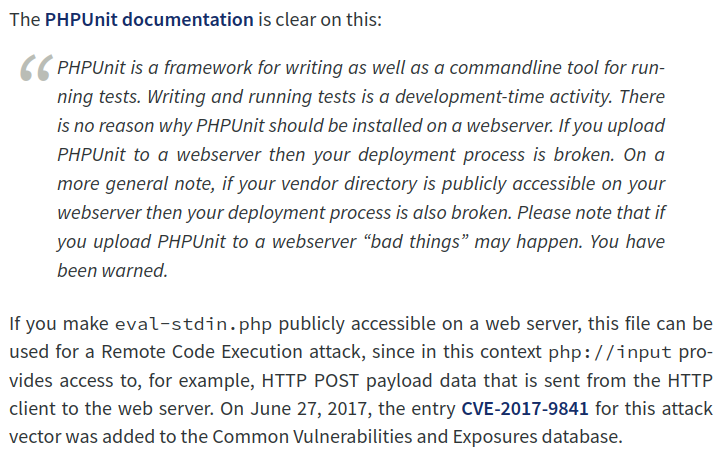 The PHPUnit documentation is clear on this:
“
PHPUnit is a framework for writing as well as a commandline tool for run-
ning tests. Writing and running tests is a development-time activity. There
is no reason why PHPUnit should be installed on a webserver. If you upload
PHPUnit to a webserver then your deployment process is broken. On a
more general note, if your vendor directory is publicly accessible on your
webserver then your deployment process is also broken. Please note that if
you upload PHPUnit to a webserver “bad things” may happen. You have
been warned.
If you make eval-stdin.php publicly accessible on a web server, this file can be
used for a Remote Code Execution attack, since in this context php://input pro-
vides access to, for example, HTTP POST payload data that is sent from the HTTP
client to the web server. On June 27, 2017, the entry CVE-2017-9841 for this attack
vector was added to the Common Vulnerabilities and Exposures database.